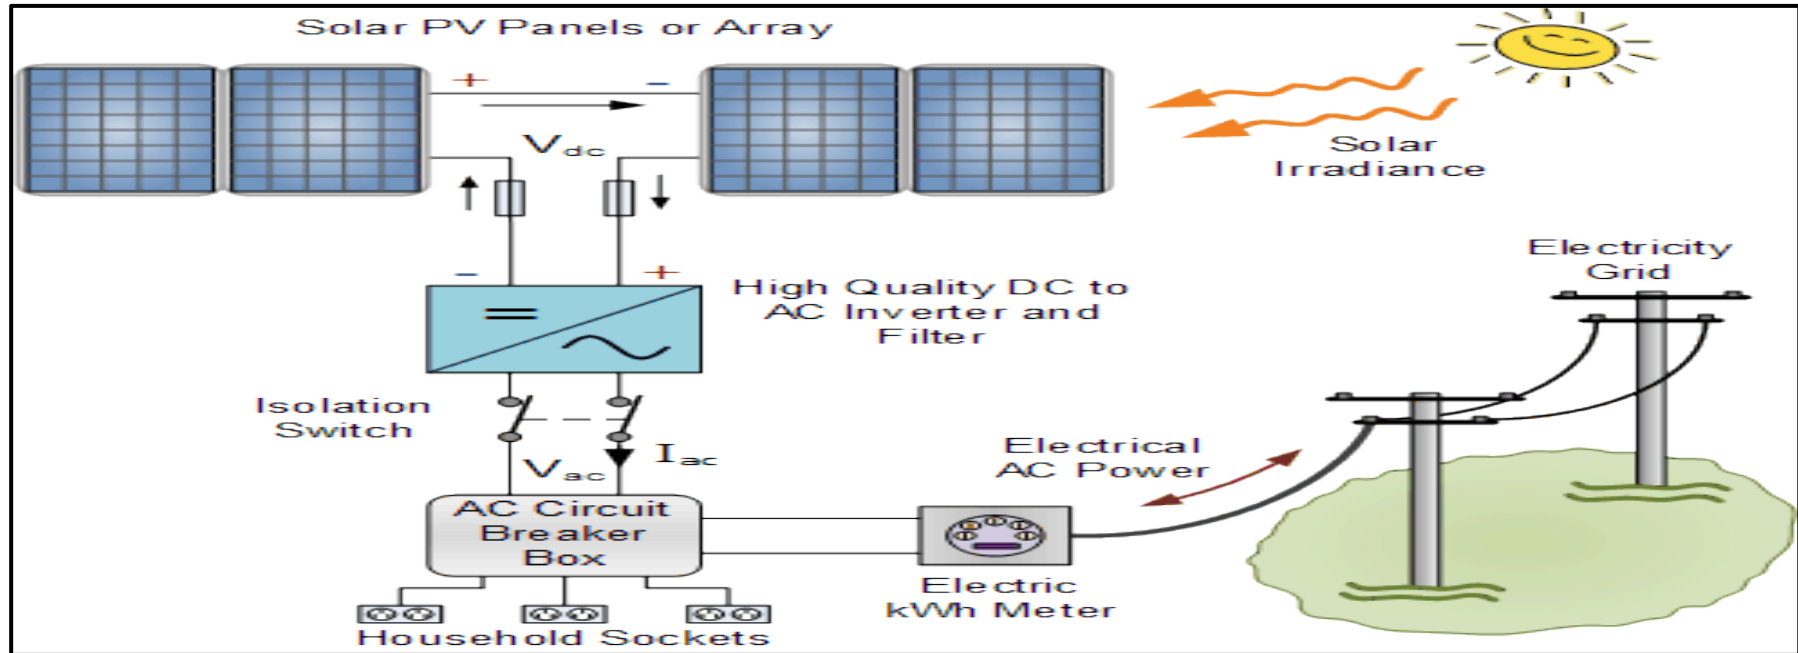 Solar PV Panels or Array
+
-
Vdc
Solar
Irradiance
Electricity
Grid
-
+
High Quality DC to
AC Inverter and
Filter
Isolation
Switch
Vac
Iac
Electrical
AC Power
AC Circuit
Breaker
Box
Electric
kWh Meter
Household Sockets